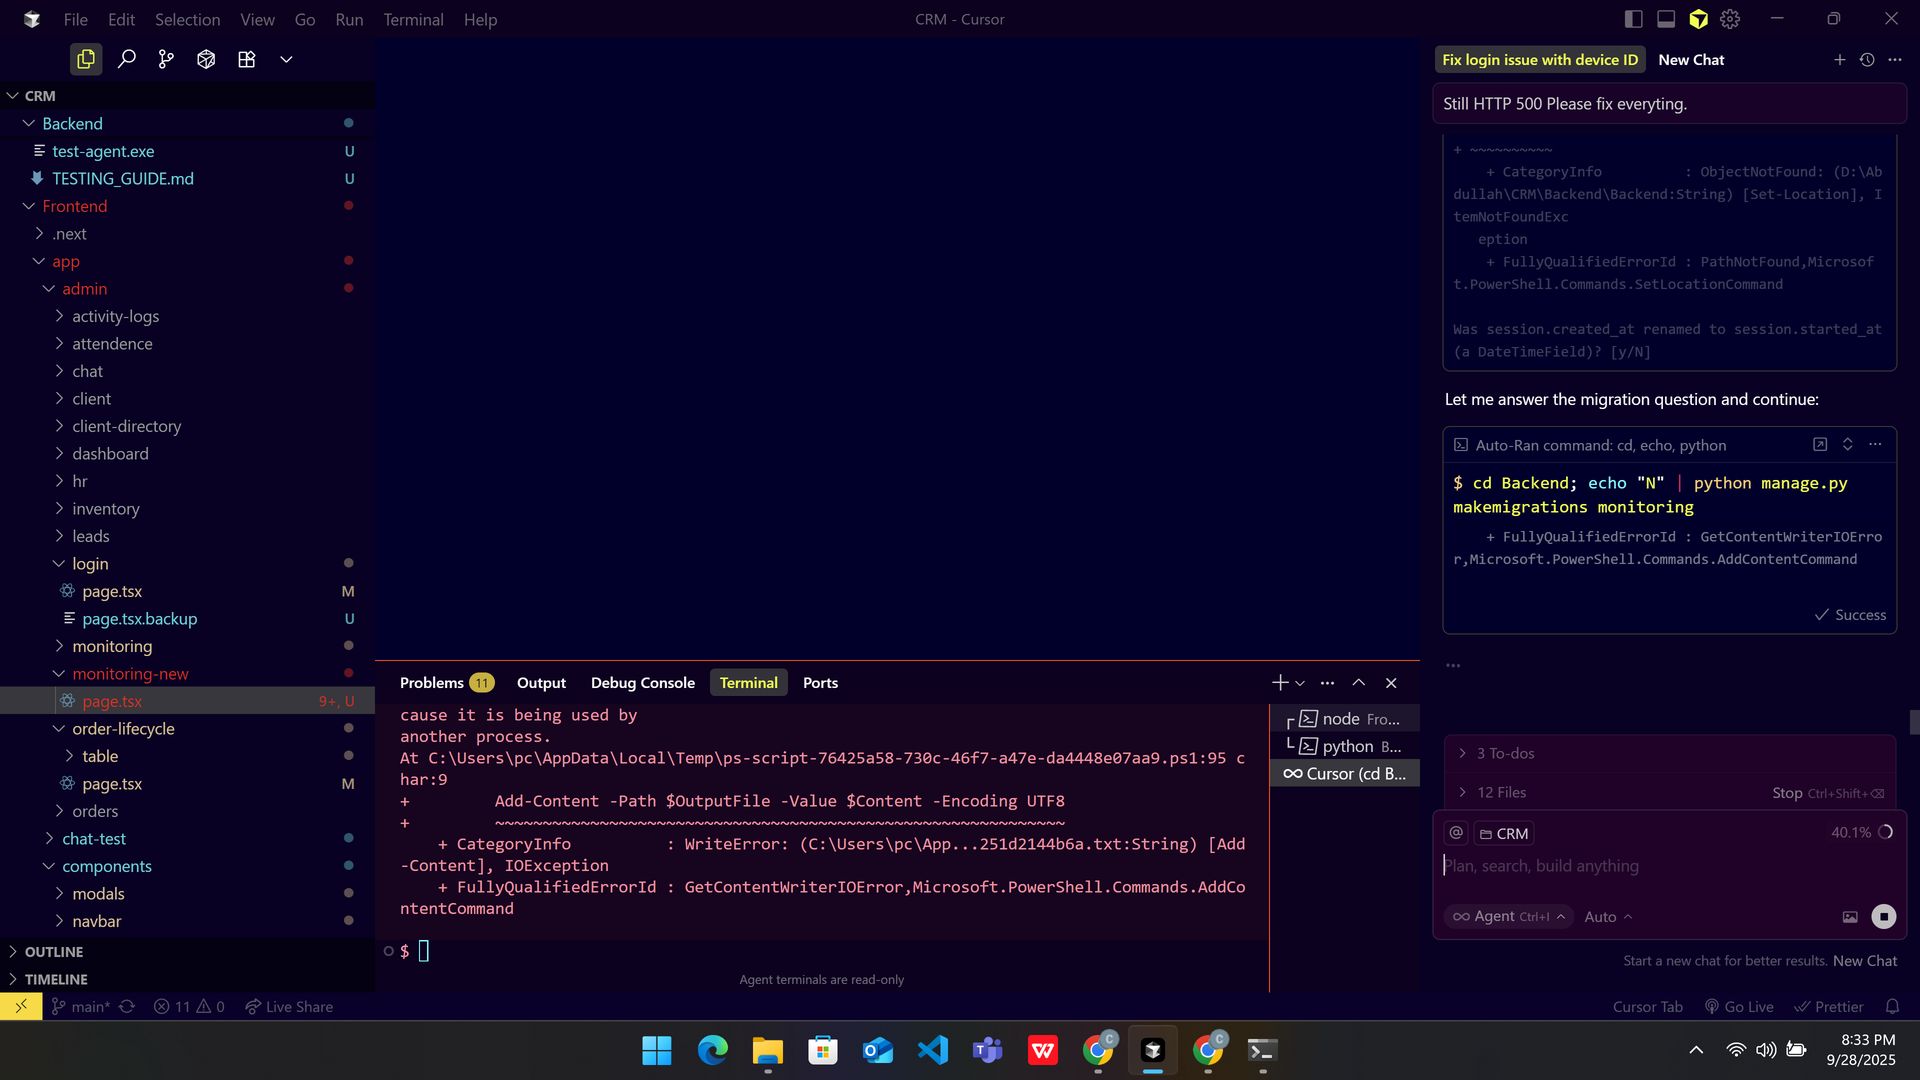 File Edit Selection View Go Run Terminal Help
CRM - Cursor
CRM
Backend
test-agent.exe U
TESTING_GUIDE.md U
Frontend
.next
app
admin
activity-logs
attendence
chat
client
client-directory
dashboard
hr
inventory
leads
login
page.tsx M
page.tsx.backup U
monitoring
monitoring-new
page.tsx 9+, U
order-lifecycle
table
page.tsx M
orders
chat-test
components
modals
navbar
OUTLINE
TIMELINE
Problems 11 Output Debug Console Terminal Ports
cause it is being used by
another process.
At C:\Users\pc\AppData\Local\Temp\ps-script-76425a58-730c-46f7-a47e-da4448e07aa9.ps1:95 c
har:9
+         Add-Content -Path $OutputFile -Value $Content -Encoding UTF8
+         ~~~~~~~~~~~~~~~~~~~~~~~~~~~~~~~~~~~~~~~~~~~~~~~~~~~~~~~~~~~~
    + CategoryInfo          : WriteError: (C:\Users\pc\App...251d2144b6a.txt:String) [Add
-Content], IOException
    + FullyQualifiedErrorId : GetContentWriterIOError,Microsoft.PowerShell.Commands.AddCo
ntentCommand
$
Agent terminals are read-only
node Fro...
python B...
Cursor (cd B...
Fix login issue with device ID New Chat
Still HTTP 500 Please fix everyting.
+ ~~~~~~~~~~
    + CategoryInfo          : ObjectNotFound: (D:\Ab
dullah\CRM\Backend\Backend:String) [Set-Location], I
temNotFoundExc
   eption
    + FullyQualifiedErrorId : PathNotFound,Microsof
t.PowerShell.Commands.SetLocationCommand
Was session.created_at renamed to session.started_at
(a DateTimeField)? [y/N]
Let me answer the migration question and continue:
Auto-Ran command: cd, echo, python
$ cd Backend; echo "N" | python manage.py
makemigrations monitoring
    + FullyQualifiedErrorId : GetContentWriterIOErro
r,Microsoft.PowerShell.Commands.AddContentCommand
Success
3 To-dos
12 Files Stop Ctrl+Shift+⌫
@ CRM 40.1%
Plan, search, build anything
Agent Ctrl+I Auto
Start a new chat for better results. New Chat
main* 11 0 Live Share
Cursor Tab Go Live Prettier
8:33 PM
9/28/2025